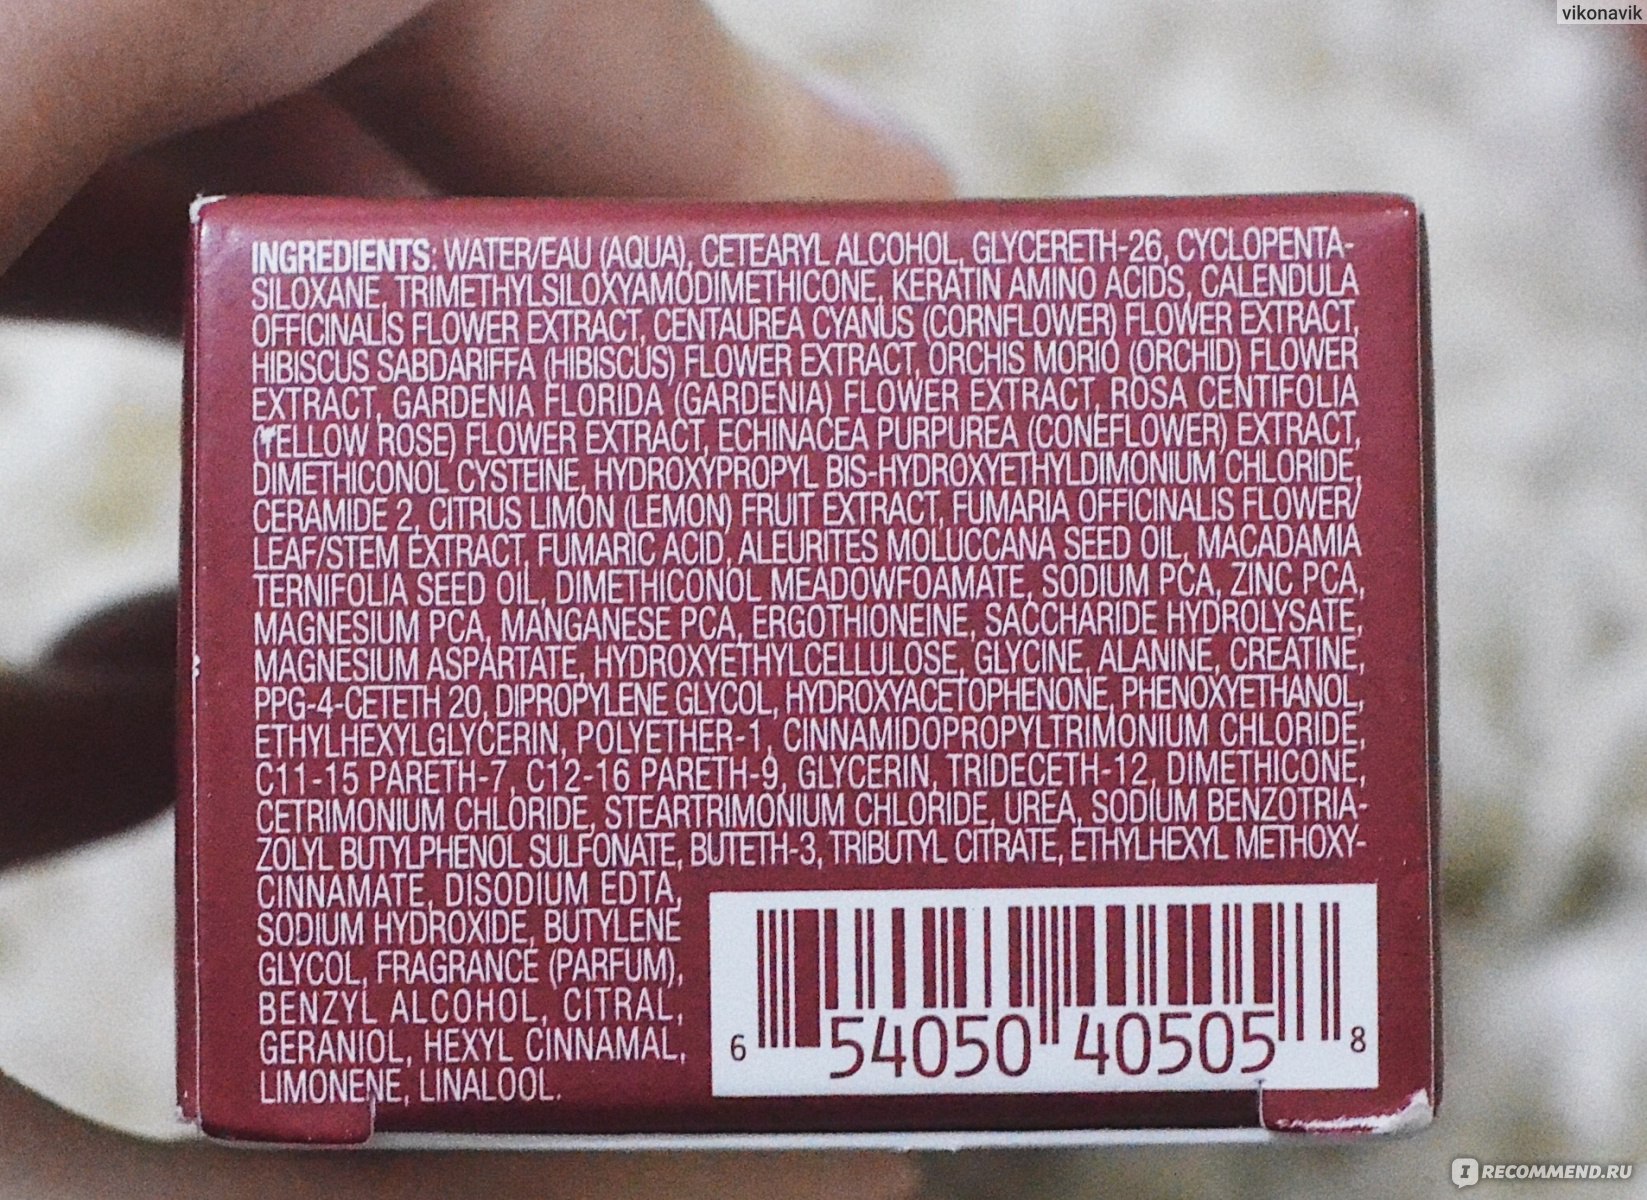 vikonavik
INGREDIENTS: WATER/EAU (AQUA), CETEARYL ALCOHOL, GLYCERETH-26, CYCLOPENTA-
SILOXANE, TRIMETHYLSILOXYAMODIMETHICONE, KERATIN AMINO ACIDS, CALENDULA
OFFICINALIS FLOWER EXTRACT, CENTAUREA CYANUS (CORNFLOWER) FLOWER EXTRACT,
HIBISCUS SABDARIFFA (HIBISCUS) FLOWER EXTRACT, ORCHIS MORIO (ORCHID) FLOWER
EXTRACT, GARDENIA FLORIDA (GARDENIA) FLOWER EXTRACT, ROSA CENTIFOLIA
(YELLOW ROSE) FLOWER EXTRACT, ECHINACEA PURPUREA (CONEFLOWER) EXTRACT,
DIMETHICONOL CYSTEINE, HYDROXYPROPYL BIS-HYDROXYETHYLDIMONIUM CHLORIDE,
CERAMIDE 2, CITRUS LIMON (LEMON) FRUIT EXTRACT, FUMARIA OFFICINALIS FLOWER/
LEAF/STEM EXTRACT, FUMARIC ACID, ALEURITES MOLUCCANA SEED OIL, MACADAMIA
TERNIFOLIA SEED OIL, DIMETHICONOL MEADOWFOAMATE, SODIUM PCA, ZINC PCA,
MAGNESIUM PCA, MANGANESE PCA, ERGOTHIONEINE, SACCHARIDE HYDROLYSATE,
MAGNESIUM ASPARTATE, HYDROXYETHYLCELLULOSE, GLYCINE, ALANINE, CREATINE,
PPG-4-CETETH 20, DIPROPYLENE GLYCOL, HYDROXYACETOPHENONE, PHENOXYETHANOL,
ETHYLHEXYLGLYCERIN, POLYETHER-1, CINNAMIDOPROPYLTRIMONIUM CHLORIDE,
C11-15 PARETH-7, C12-16 PARETH-9, GLYCERIN, TRIDECETH-12, DIMETHICONE,
CETRIMONIUM CHLORIDE, STEARTRIMONIUM CHLORIDE, UREA, SODIUM BENZOTRIA-
ZOLYL BUTYLPHENOL SULFONATE, BUTETH-3, TRIBUTYL CITRATE, ETHYLHEXYL METHOXY-
CINNAMATE, DISODIUM EDTA,
SODIUM HYDROXIDE, BUTYLENE
GLYCOL, FRAGRANCE (PARFUM),
BENZYL ALCOHOL, CITRAL,
GERANIOL, HEXYL CINNAMAL,
LIMONENE, LINALOOL.
6 54050 40505 8
I RECOMMEND.RU